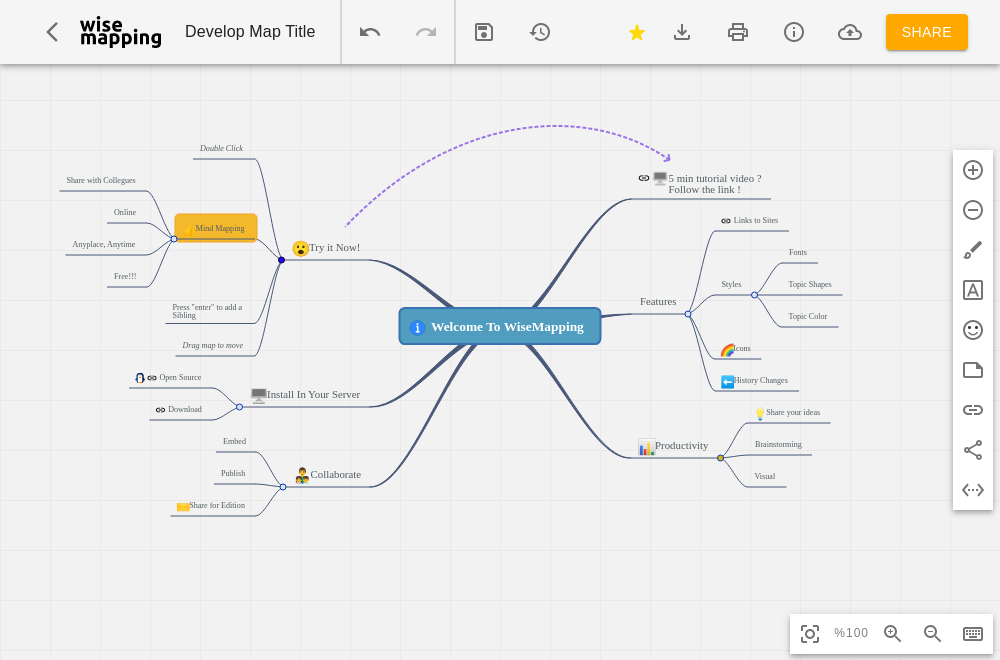 wise
mapping
Develop Map Title
SHARE
Double Click
Share with Collegues
Online
Mind Mapping
Anyplace, Anytime
Free!!!
Try it Now!
Press "enter" to add a
Sibling
Drag map to move
5 min tutorial video ?
Follow the link !
Links to Sites
Fonts
Features
Styles
Topic Shapes
Topic Color
Icons
History Changes
Welcome To WiseMapping
Open Source
Install In Your Server
Download
Embed
Publish
Collaborate
Share for Edition
Share your ideas
Productivity
Brainstorming
Visual
%100